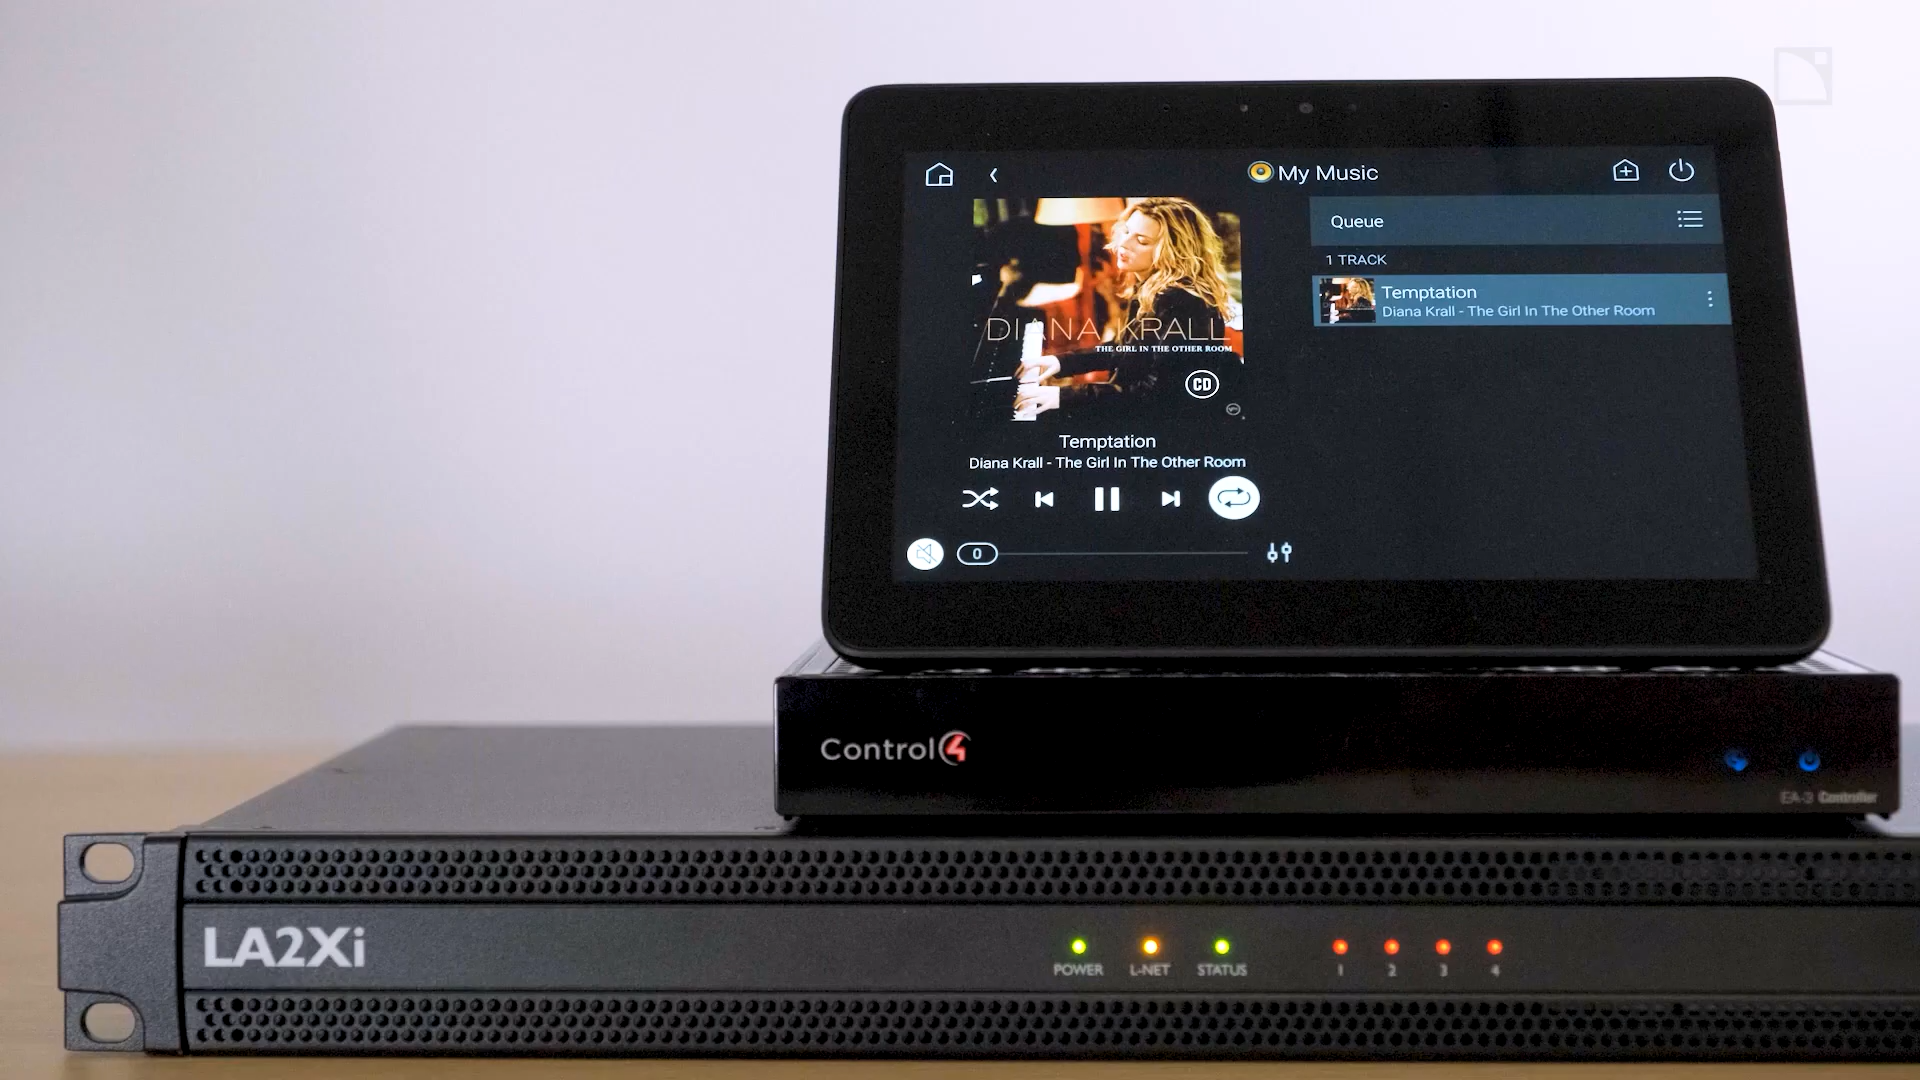 My Music
DIANA KRALL
THE GIRL IN THE OTHER ROOM
CD
Temptation
Diana Krall - The Girl In The Other Room
0
Queue
1 TRACK
Temptation
Diana Krall - The Girl In The Other Room
Control4
EA-3 Controller
LA2Xi
POWER L-NET STATUS 1 2 3 4